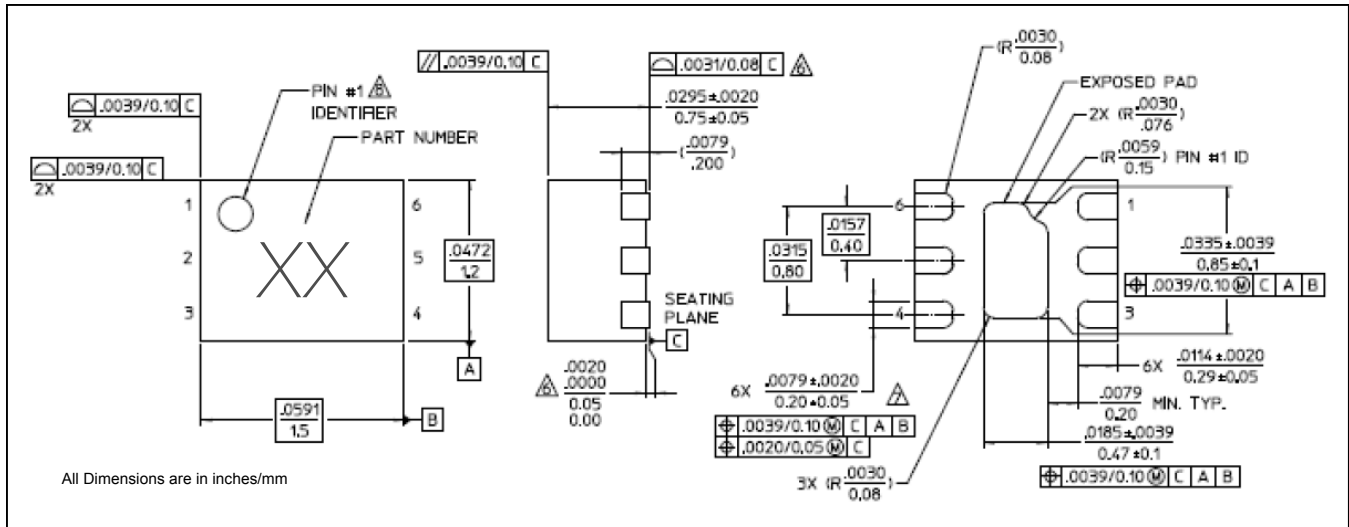 // .0039/0.10 C
⌓ .0031/0.08 C 6
(R .0030
0.08 )
.0295±.0020
0.75±0.05
(.0079
.200 )
PIN #1 8
IDENTIFIER
PART NUMBER
⌓ .0039/0.10 C
2X
⌓ .0039/0.10 C
2X
EXPOSED PAD
2X (R .0030
.076 )
(R .0059
0.15 ) PIN #1 ID
1
2
3
XX
6
5
4
.0472
1.2
A
.0591
1.5
B
SEATING
PLANE
C
6
.0020
.0000
0.05
0.00
6
4
.0315
0.80
.0157
0.40
1
3
.0335±.0039
0.85±0.1
⌖ .0039/0.10 Ⓜ C A B
6X .0114±.0020
0.29±0.05
.0079
0.20 MIN. TYP.
.0185±.0039
0.47±0.1
⌖ .0039/0.10 Ⓜ C A B
6X .0079±.0020
0.20±0.05
7
⌖ .0039/0.10 Ⓜ C A B
⌖ .0020/0.05 Ⓜ C
3X (R .0030
0.08 )
All Dimensions are in inches/mm